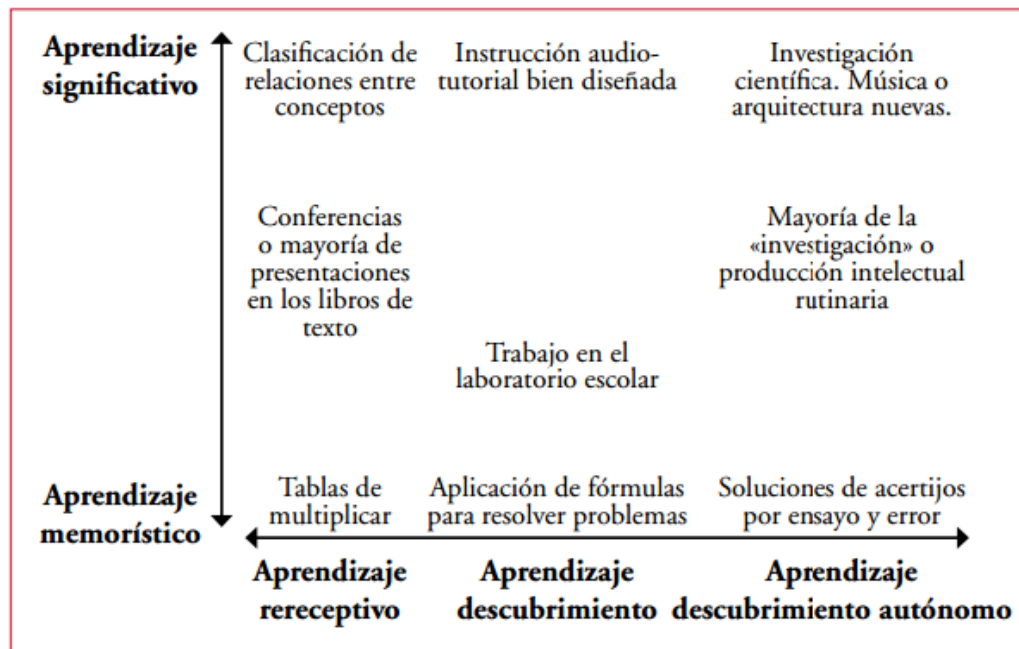 Aprendizaje
significativo
Clasificación de
relaciones entre
conceptos
Instrucción audio-
tutorial bien diseñada
Investigación
científica. Música o
arquitectura nuevas.
Conferencias
o mayoría de
presentaciones
en los libros de
texto
Mayoría de la
«investigación» o
producción intelectual
rutinaria
Trabajo en el
laboratorio escolar
Aprendizaje
memorístico
Tablas de
multiplicar
Aplicación de fórmulas
para resolver problemas
Soluciones de acertijos
por ensayo y error
Aprendizaje
rereceptivo
Aprendizaje
descubrimiento
Aprendizaje
descubrimiento autónomo